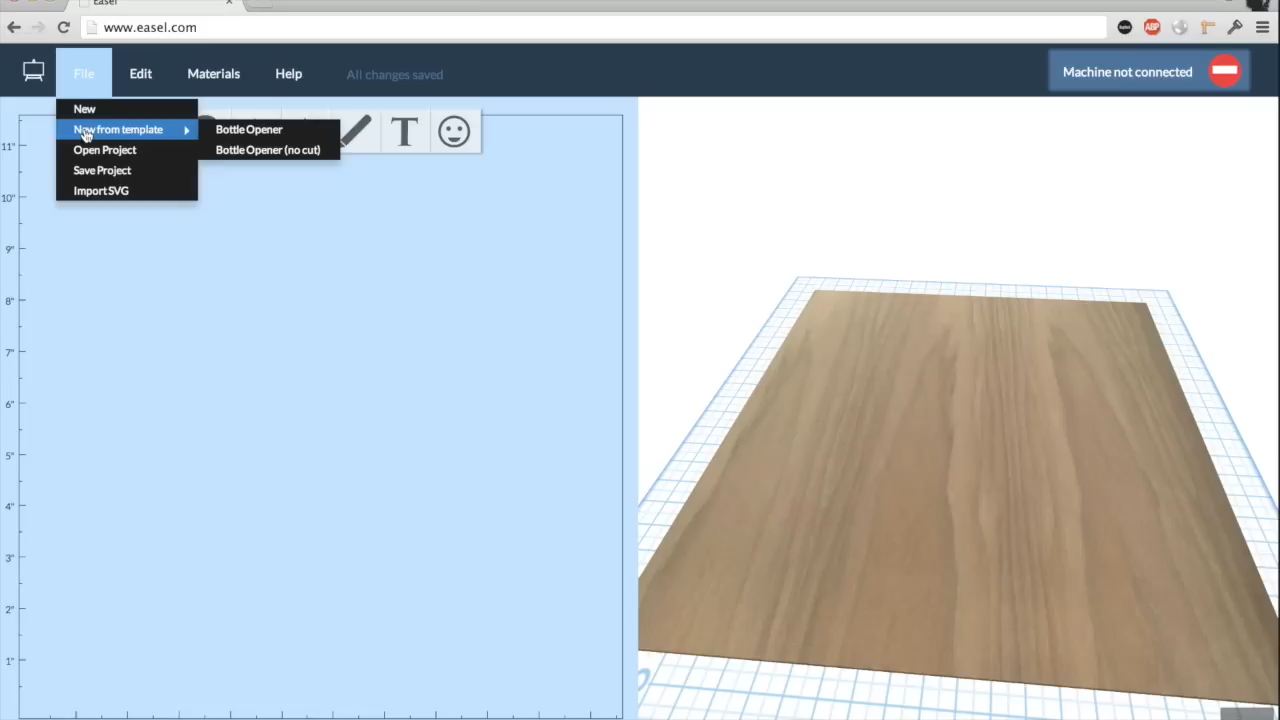 Easel
www.easel.com
File Edit Materials Help All changes saved Machine not connected
New
New from template Bottle Opener
Open Project Bottle Opener (no cut)
Save Project
Import SVG
T
11"
10"
9"
8"
7"
6"
5"
4"
3"
2"
1"